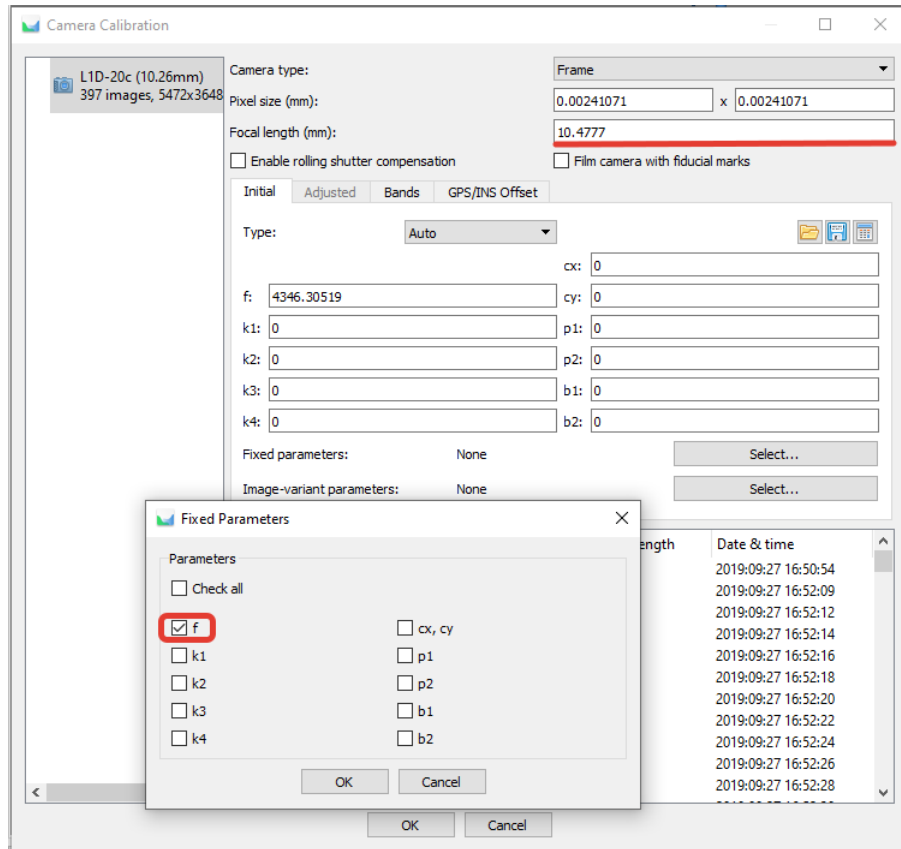 Camera Calibration
L1D-20c (10.26mm)
397 images, 5472x3648
Camera type: Frame
Pixel size (mm): 0.00241071 x 0.00241071
Focal length (mm): 10.4777
Enable rolling shutter compensation Film camera with fiducial marks
Initial Adjusted Bands GPS/INS Offset
Type: Auto
cx: 0
f: 4346.30519 cy: 0
k1: 0 p1: 0
k2: 0 p2: 0
k3: 0 b1: 0
k4: 0 b2: 0
Fixed parameters: None Select...
Image-variant parameters: None Select...
Fixed Parameters
Parameters
Check all
f cx, cy
k1 p1
k2 p2
k3 b1
k4 b2
OK Cancel
ength Date & time
2019:09:27 16:50:54
2019:09:27 16:52:09
2019:09:27 16:52:12
2019:09:27 16:52:14
2019:09:27 16:52:16
2019:09:27 16:52:18
2019:09:27 16:52:20
2019:09:27 16:52:22
2019:09:27 16:52:24
2019:09:27 16:52:26
2019:09:27 16:52:28
OK Cancel